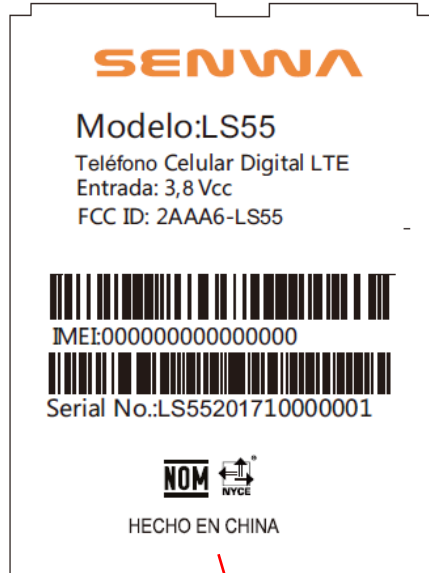 SENWA
Modelo:LS55
Teléfono Celular Digital LTE
Entrada: 3,8 Vcc
FCC ID: 2AAA6-LS55
IMEI:000000000000000
Serial No.:LS55201710000001
NOM
NYCE
HECHO EN CHINA